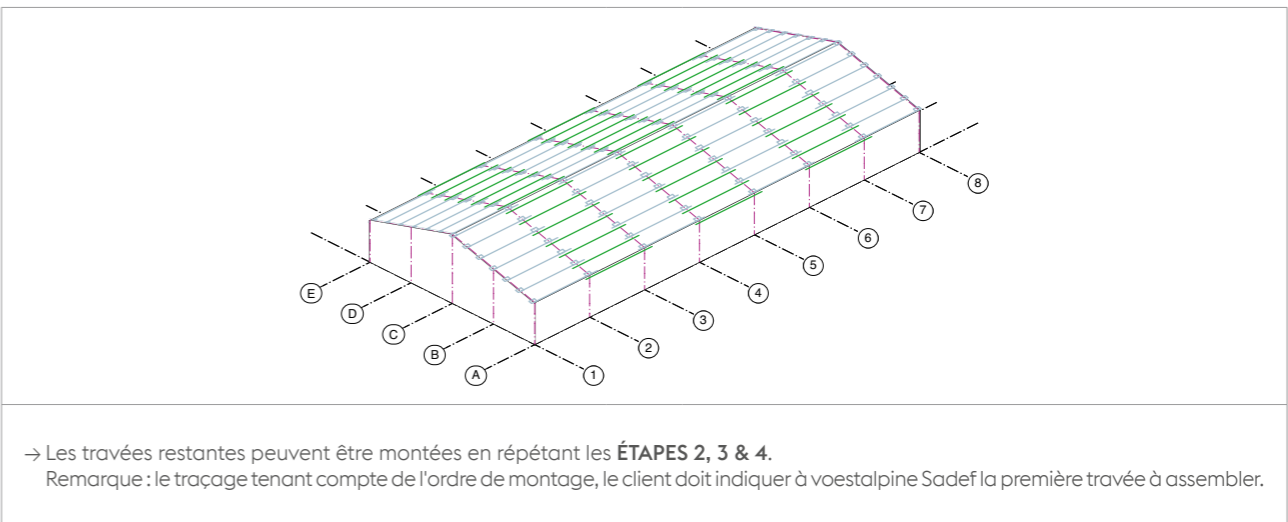 8
7
6
5
4
E
3
D
C
2
B
A
1
→ Les travées restantes peuvent être montées en répétant les ÉTAPES 2, 3 & 4.
Remarque : le traçage tenant compte de l'ordre de montage, le client doit indiquer à voestalpine Sadef la première travée à assembler.